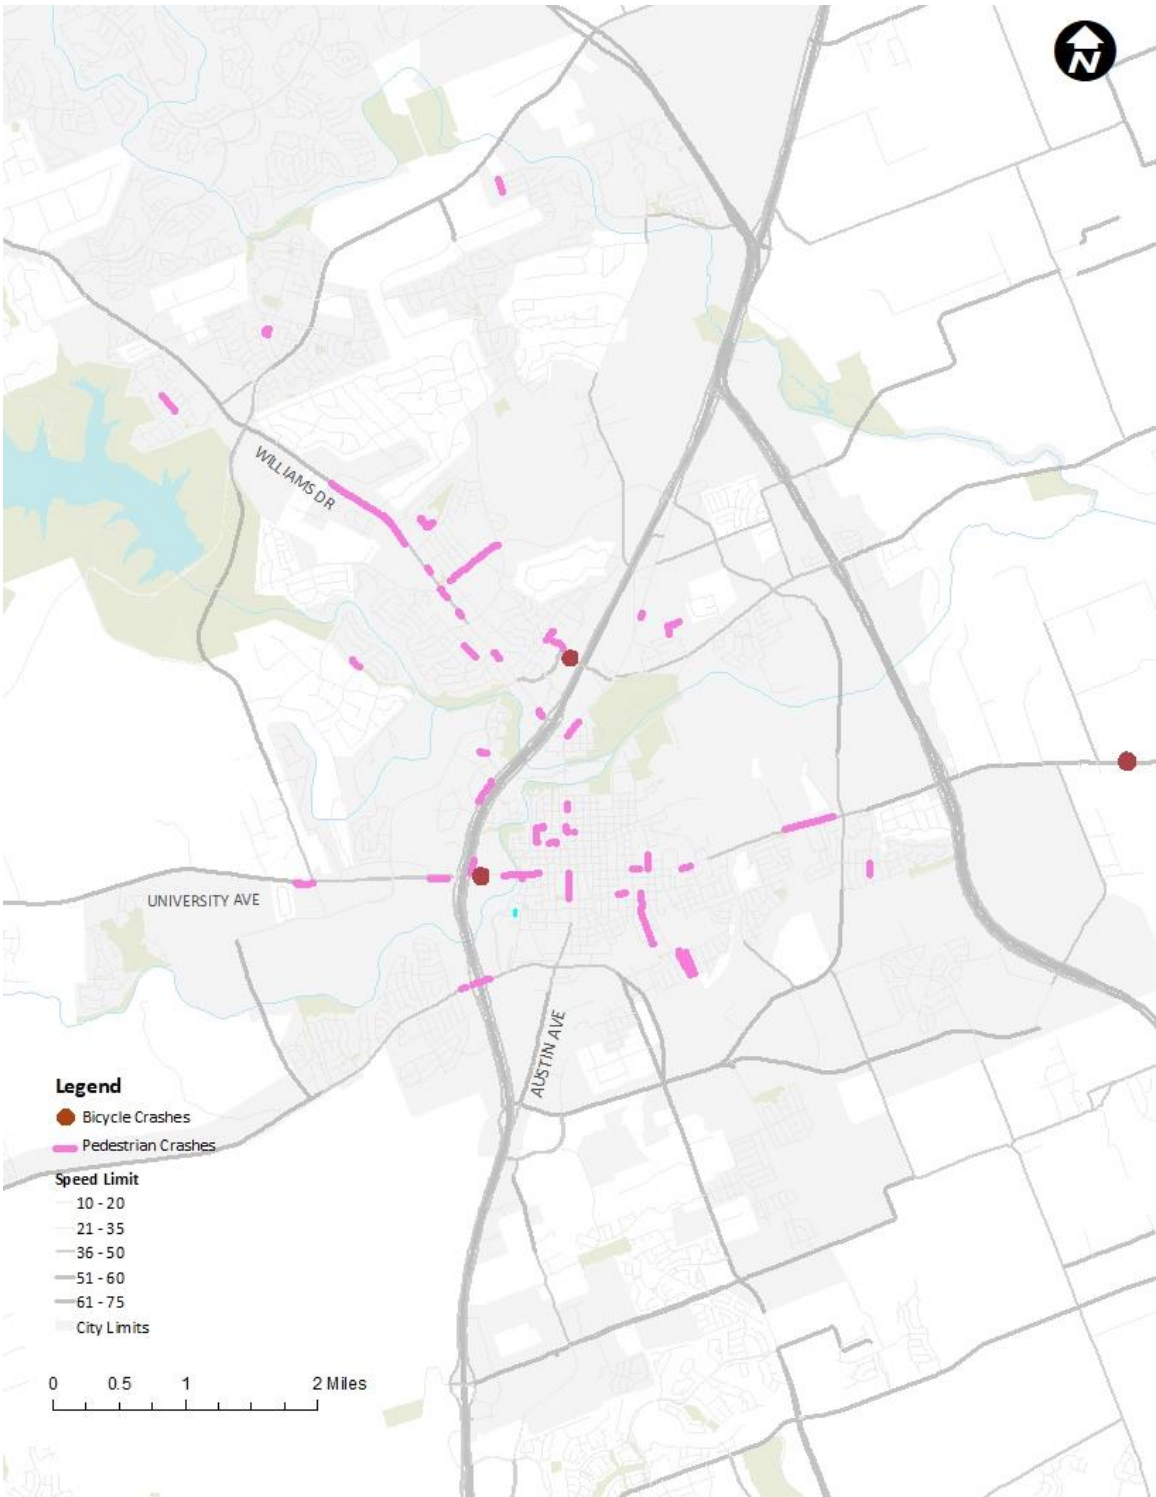 N
WILLIAMS DR
UNIVERSITY AVE
AUSTIN AVE
Legend
Bicycle Crashes
Pedestrian Crashes
Speed Limit
10 - 20
21 - 35
36 - 50
51 - 60
61 - 75
City Limits
0 0.5 1 2 Miles